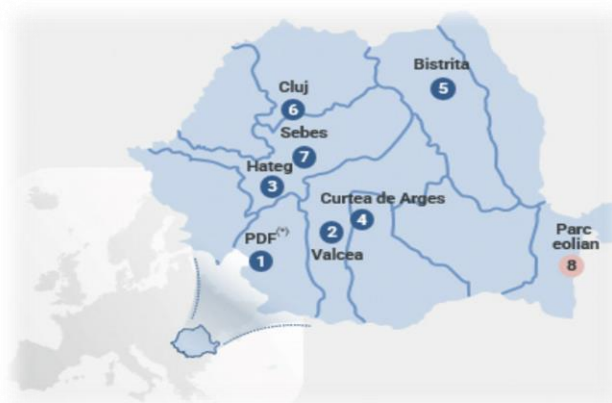 Bistrita
5
Cluj
6
Sebes
7
Hateg
3
Curtea de Arges
4
2
Valcea
PDF(*)
1
Parc
eolian
8